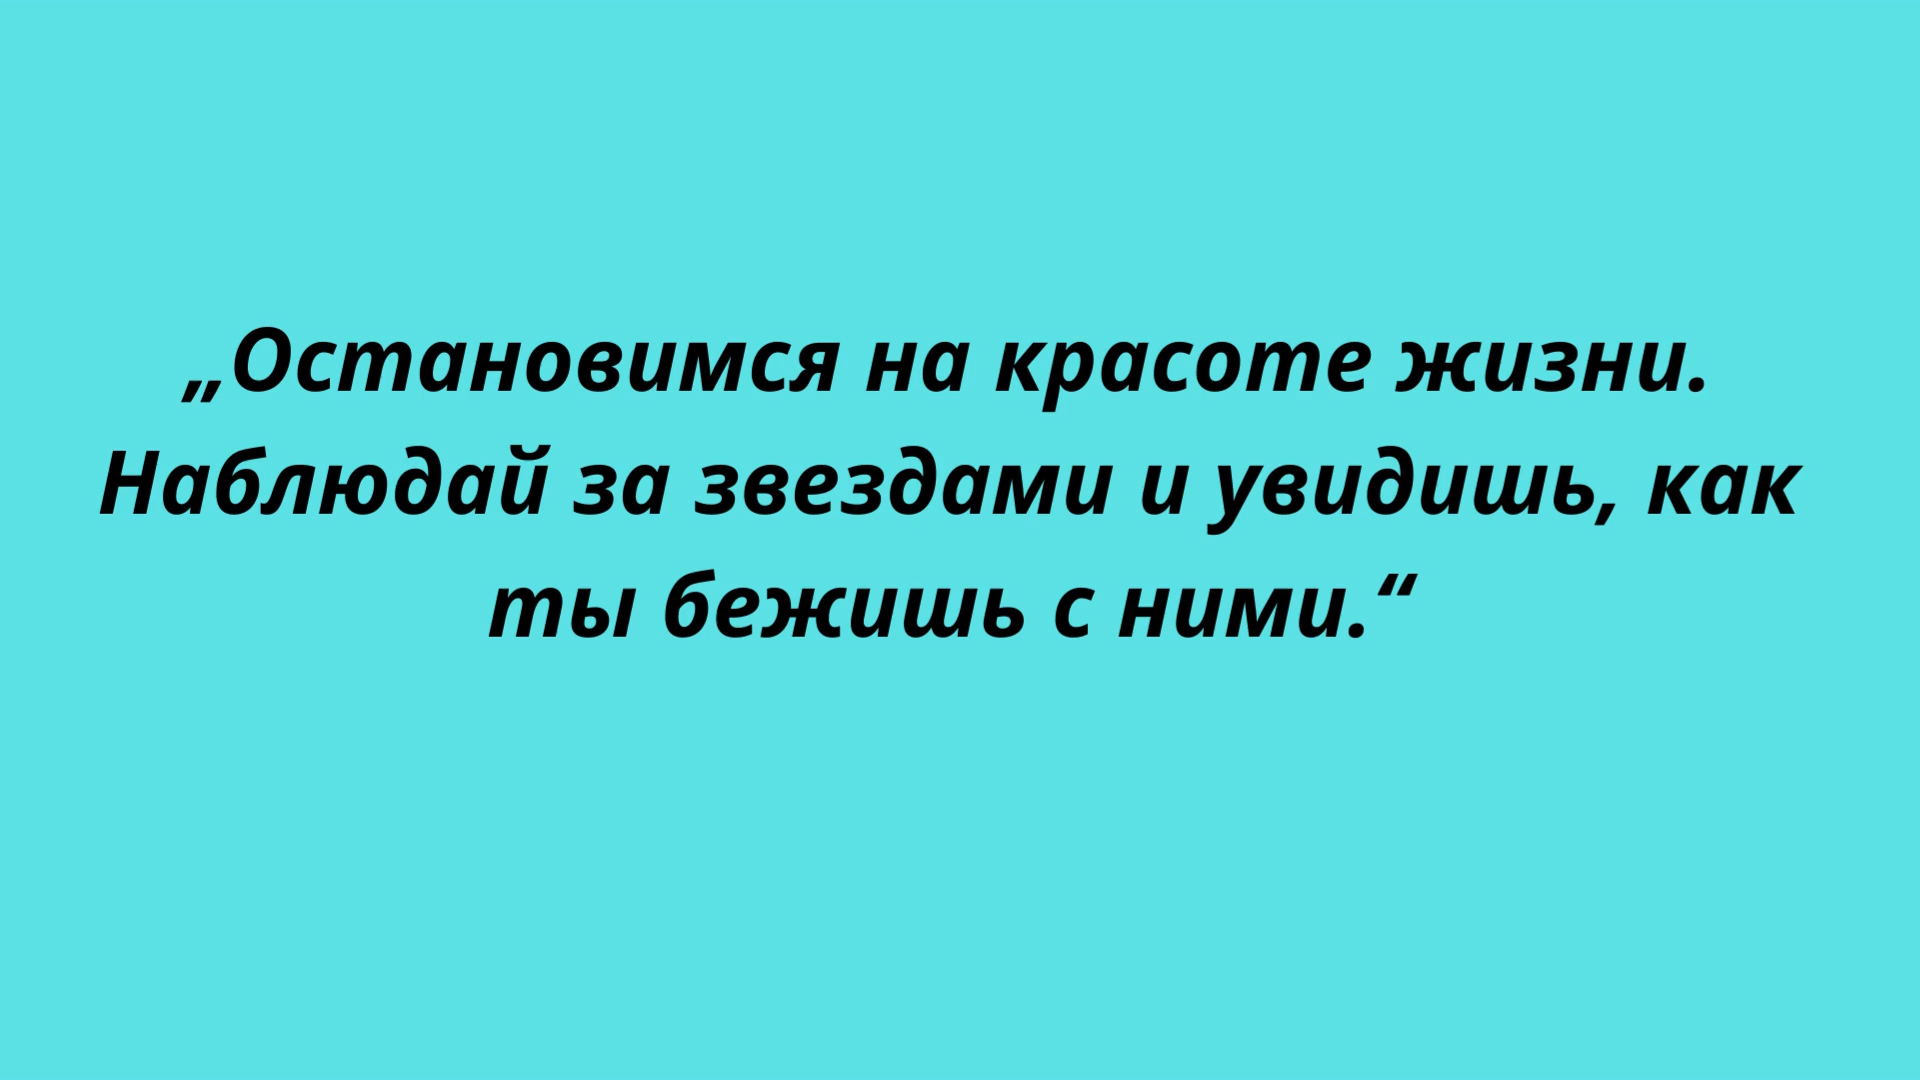 „Остановимся на красоте жизни.
Наблюдай за звездами и увидишь, как
ты бежишь с ними.“